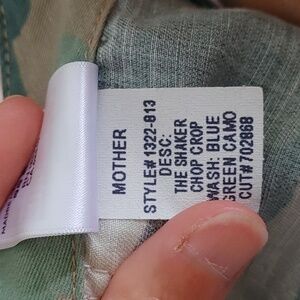 MOTHER
STYLE# 1322-813
DESC:
THE SHAKER
CHOP CROP
WASH: BLUE
GREEN CAMO
CUT# 702868